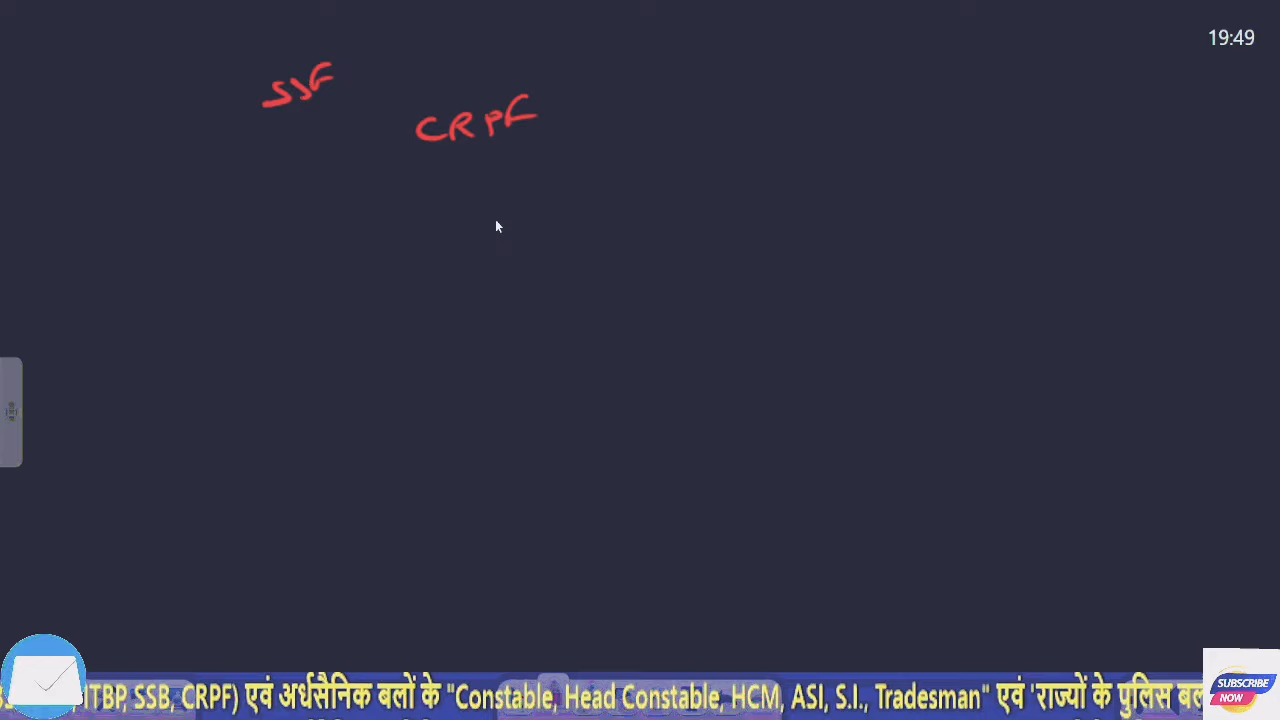 19:49
SSF
CRPF
ITBP, SSB, CRPF) एवं अर्धसैनिक बलों के "Constable, Head Constable, HCM, ASI, S.I., Tradesman" एवं 'राज्यों के पुलिस बल
SUBSCRIBE
NOW